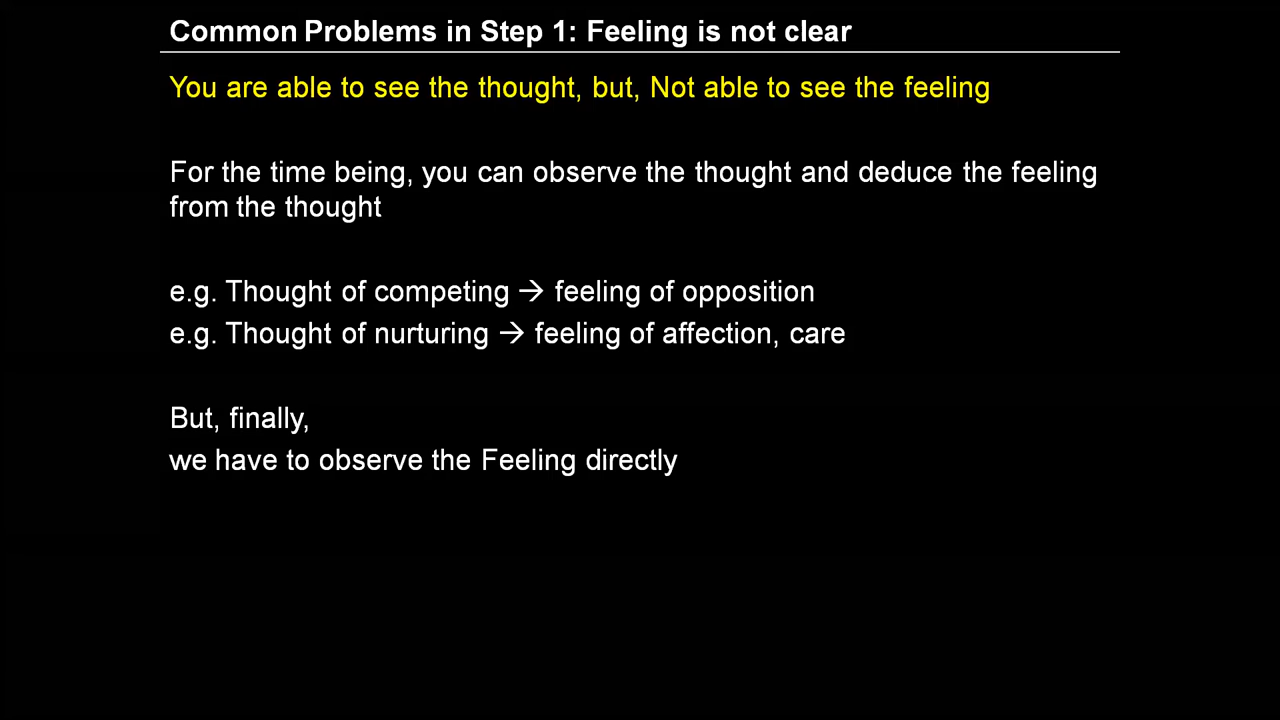 Common Problems in Step 1: Feeling is not clear
You are able to see the thought, but, Not able to see the feeling
For the time being, you can observe the thought and deduce the feeling
from the thought
e.g. Thought of competing → feeling of opposition
e.g. Thought of nurturing → feeling of affection, care
But, finally,
we have to observe the Feeling directly